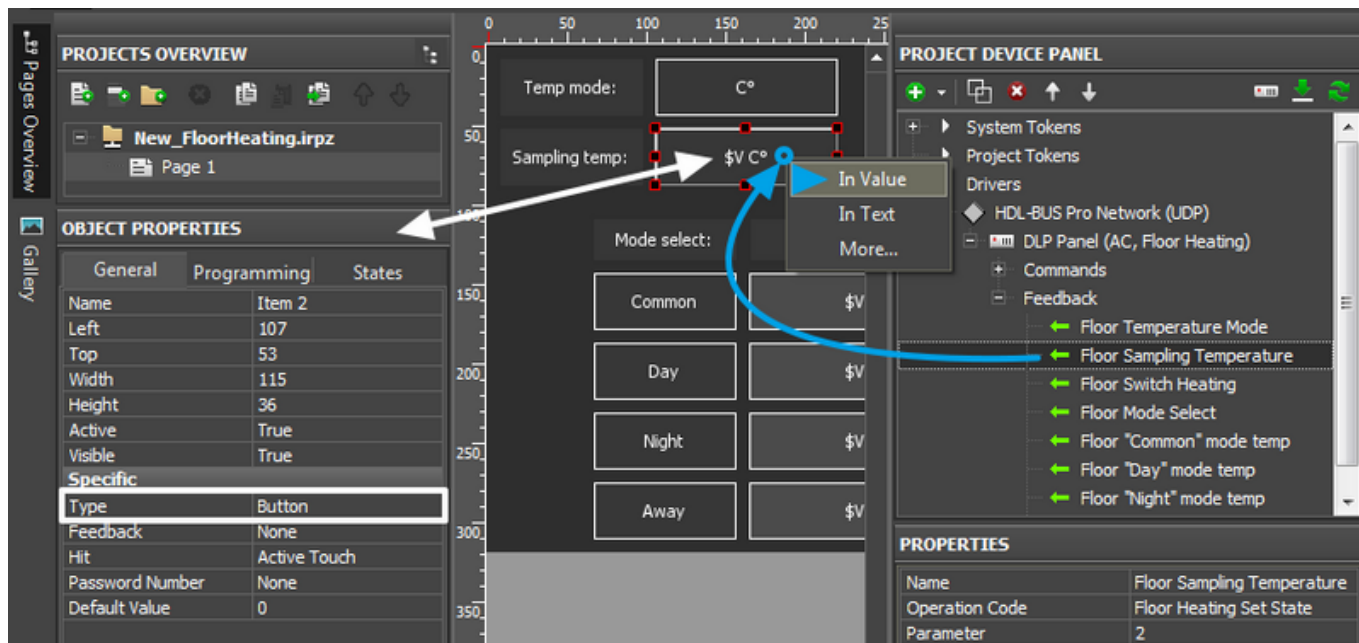 Pages Overview
Gallery
PROJECTS OVERVIEW
New_FloorHeating.irpz
Page 1
OBJECT PROPERTIES
General Programming States
Name Item 2
Left 107
Top 53
Width 115
Height 36
Active True
Visible True
Specific
Type Button
Feedback None
Hit Active Touch
Password Number None
Default Value 0
0 50 100 150 200 25
0
50
100
150
200
250
300
350
Temp mode: C°
Sampling temp: $V C°
In Value
In Text
More...
Mode select:
Common $V
Day $V
Night $V
Away $V
PROJECT DEVICE PANEL
System Tokens
Project Tokens
Drivers
HDL-BUS Pro Network (UDP)
DLP Panel (AC, Floor Heating)
Commands
Feedback
Floor Temperature Mode
Floor Sampling Temperature
Floor Switch Heating
Floor Mode Select
Floor "Common" mode temp
Floor "Day" mode temp
Floor "Night" mode temp
PROPERTIES
Name Floor Sampling Temperature
Operation Code Floor Heating Set State
Parameter 2